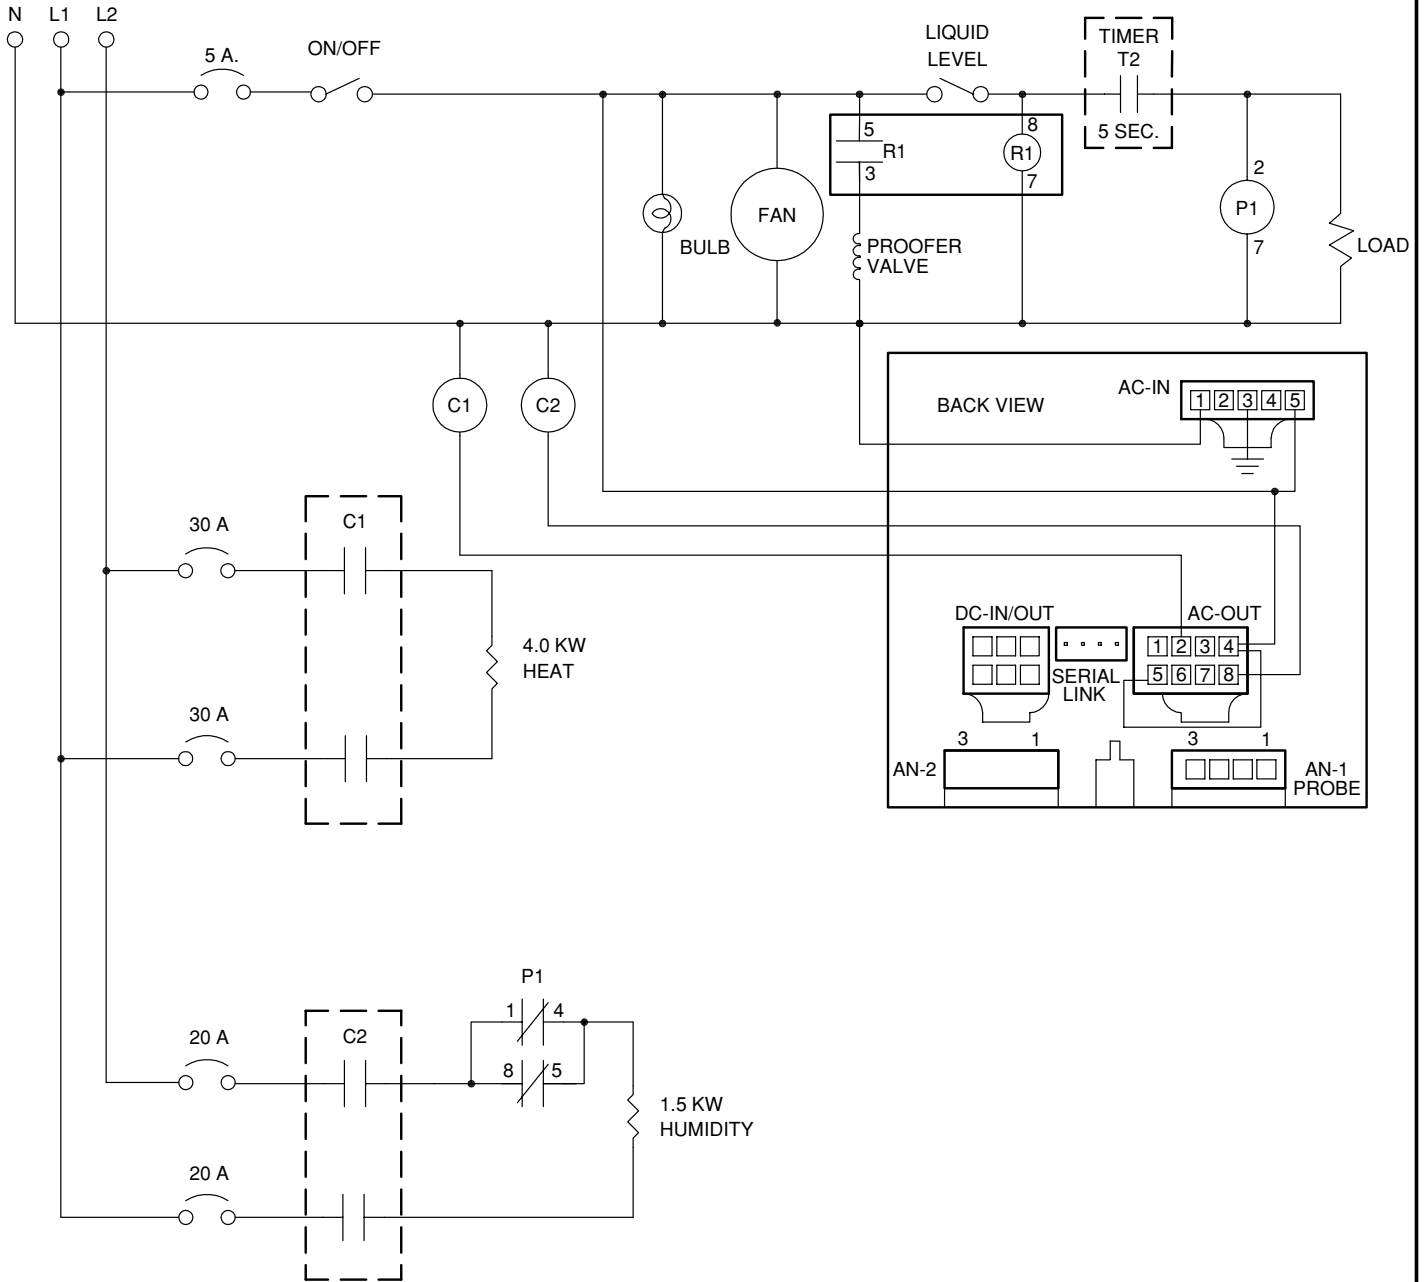 N L1 L2
5 A.
ON/OFF
LIQUID
LEVEL
TIMER
T2
5 SEC.
5
R1
3
8
R1
7
BULB
FAN
PROOFER
VALVE
2
P1
7
LOAD
C1
C2
BACK VIEW
AC-IN
1 2 3 4 5
30 A
C1
4.0 KW
HEAT
30 A
DC-IN/OUT
SERIAL
LINK
AC-OUT
1 2 3 4
5 6 7 8
3 1
AN-2
3 1
AN-1
PROBE
P1
1 4
8 5
20 A
C2
1.5 KW
HUMIDITY
20 A